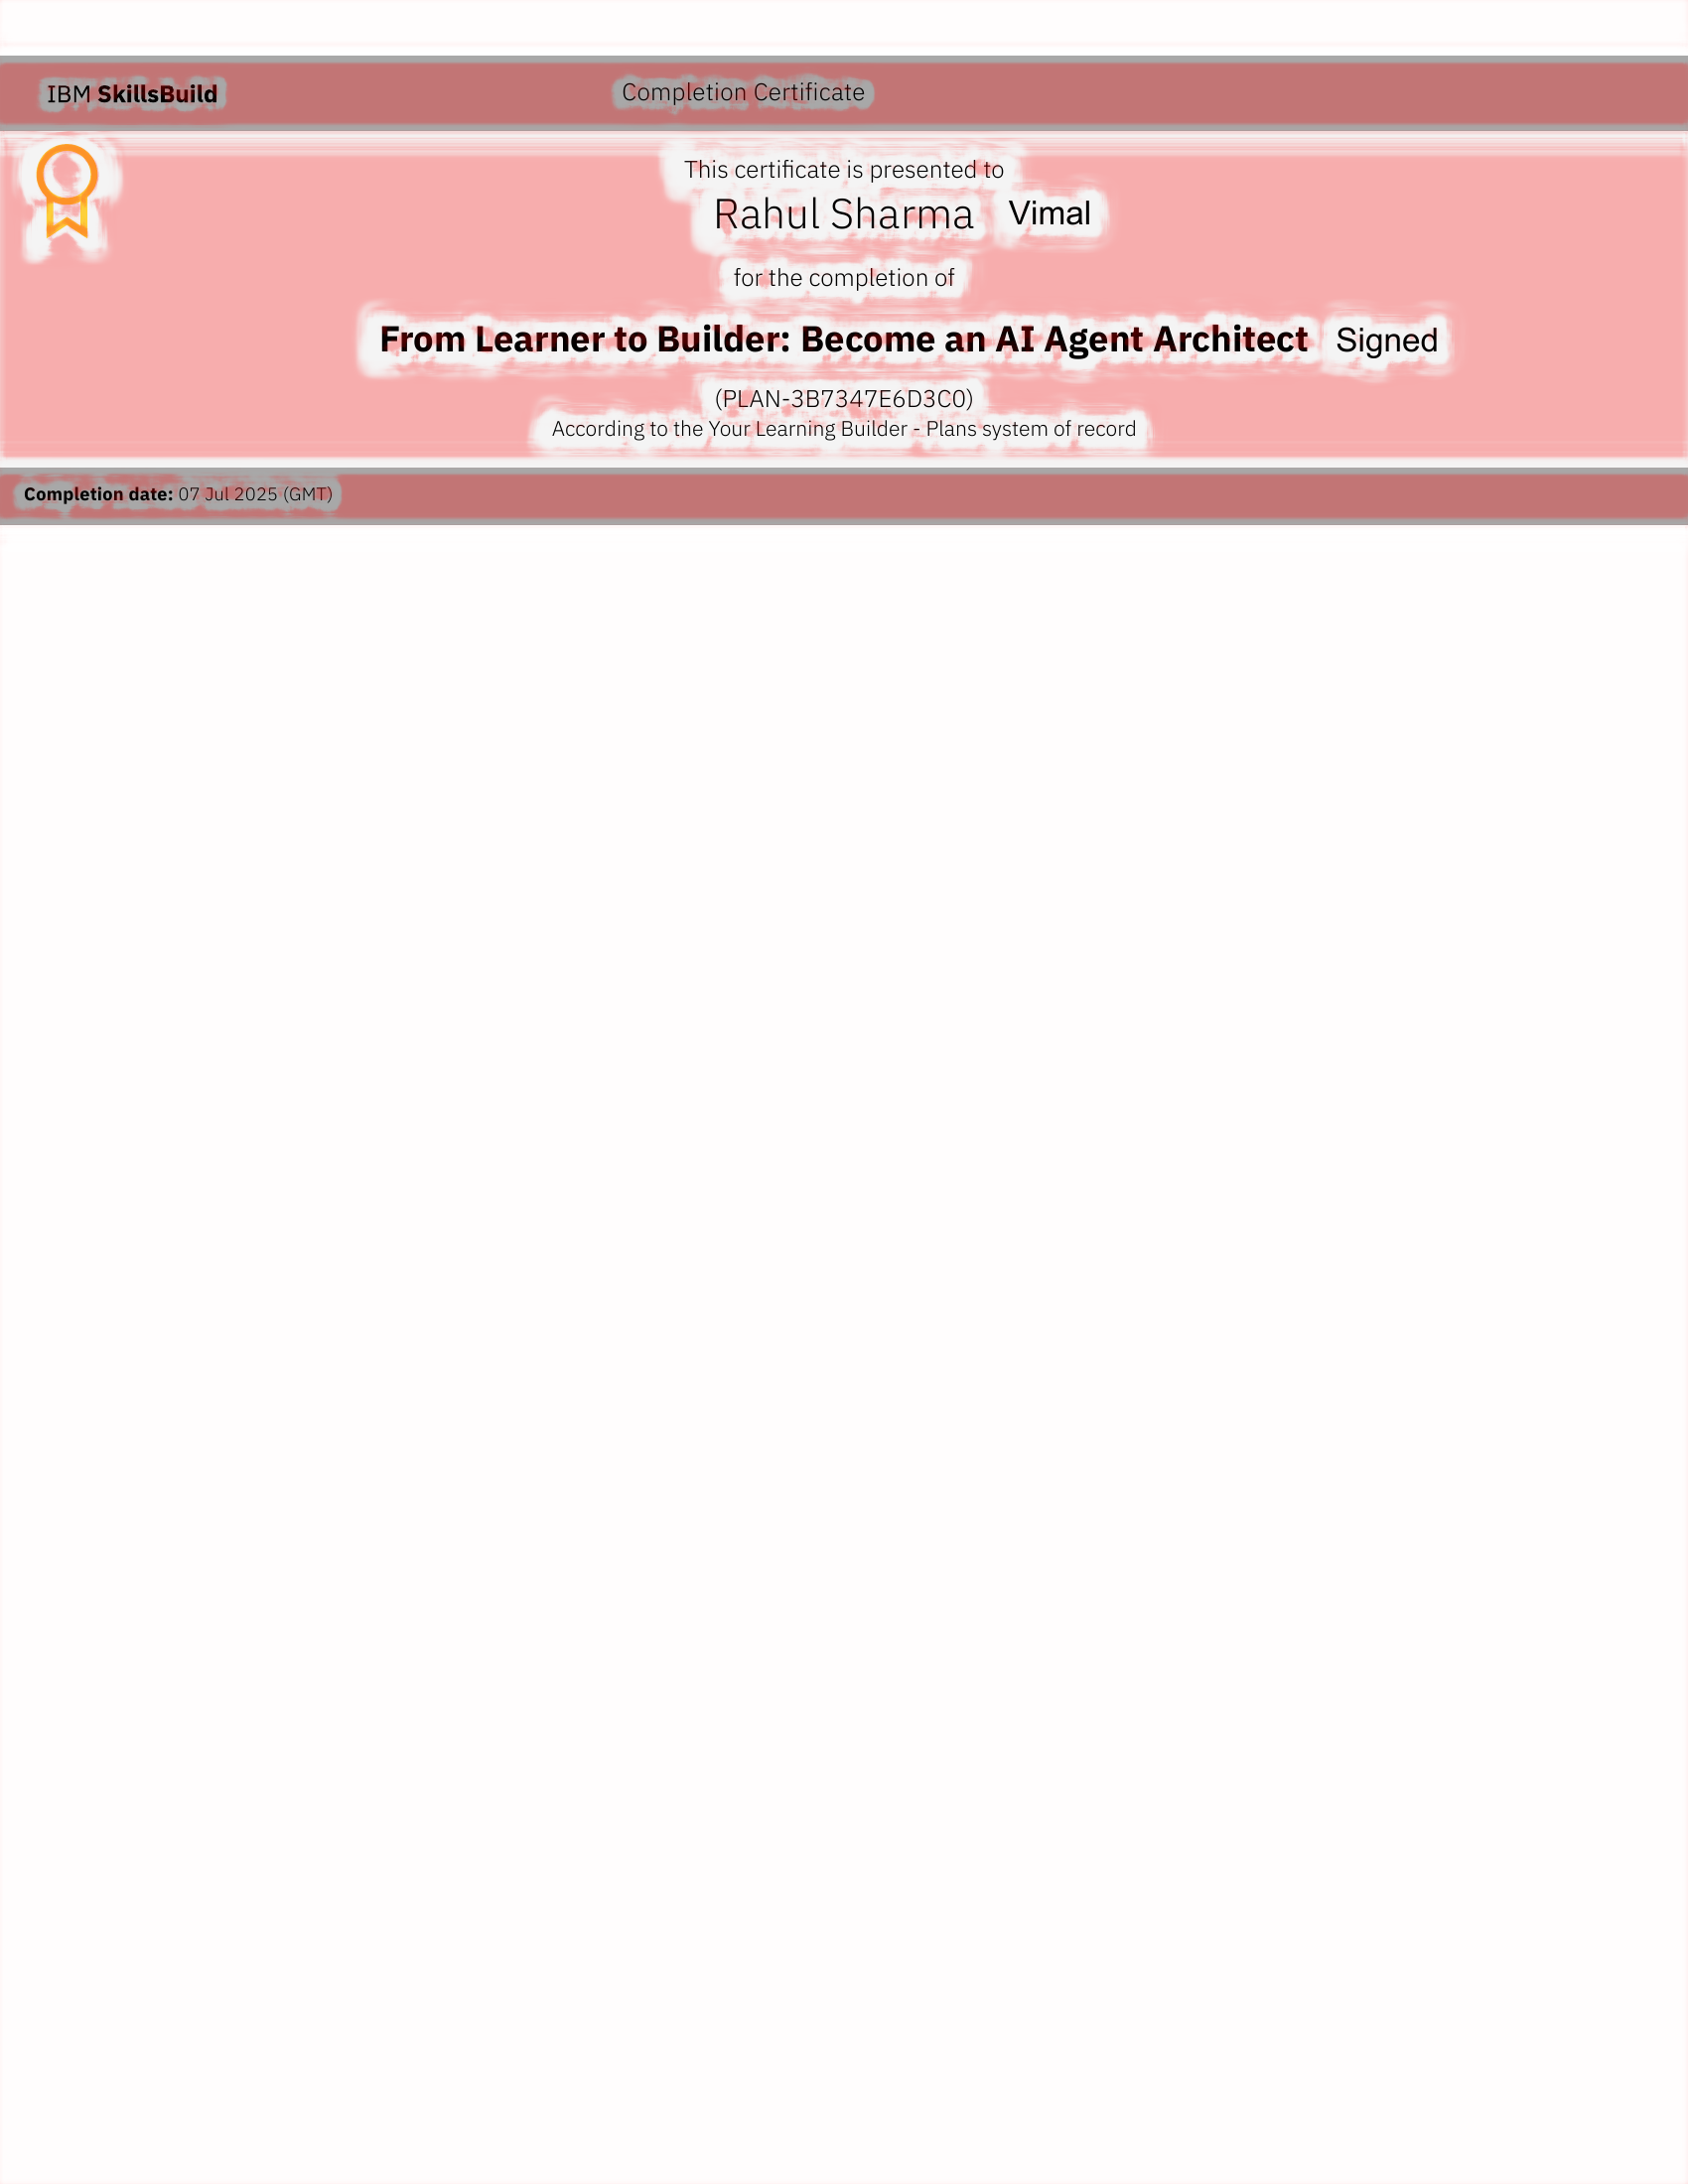 IBM SkillsBuild Completion Certificate
This certificate is presented to
Rahul Sharma Vimal
for the completion of
From Learner to Builder: Become an AI Agent Architect Signed
(PLAN-3B7347E6D3C0)
According to the Your Learning Builder - Plans system of record
Completion date: 07 Jul 2025 (GMT)